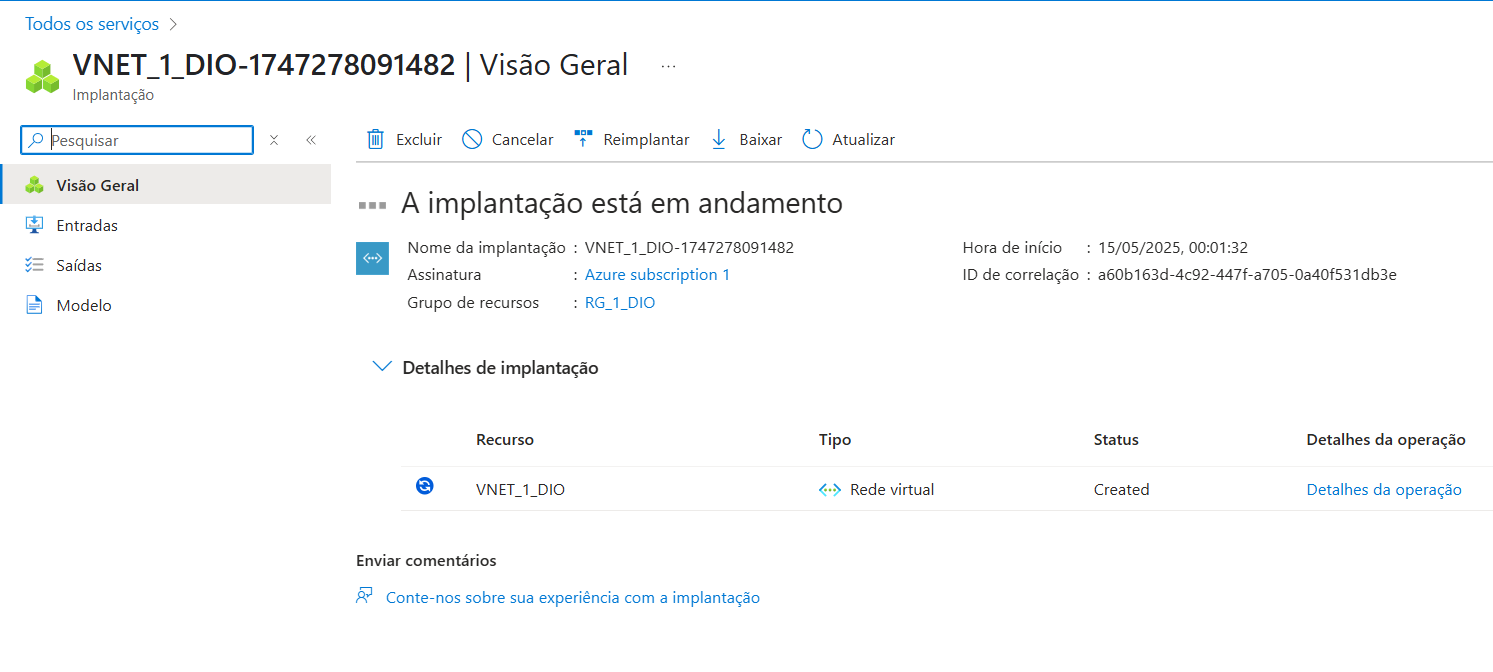 Todos os serviços
VNET_1_DIO-1747278091482 | Visão Geral ...
Implantação
Pesquisar
Excluir Cancelar Reimplantar Baixar Atualizar
Visão Geral
Entradas
Saídas
Modelo
A implantação está em andamento
Nome da implantação : VNET_1_DIO-1747278091482
Assinatura : Azure subscription 1
Grupo de recursos : RG_1_DIO
Hora de início : 15/05/2025, 00:01:32
ID de correlação : a60b163d-4c92-447f-a705-0a40f531db3e
Detalhes de implantação
Recurso Tipo Status Detalhes da operação
VNET_1_DIO Rede virtual Created Detalhes da operação
Enviar comentários
Conte-nos sobre sua experiência com a implantação